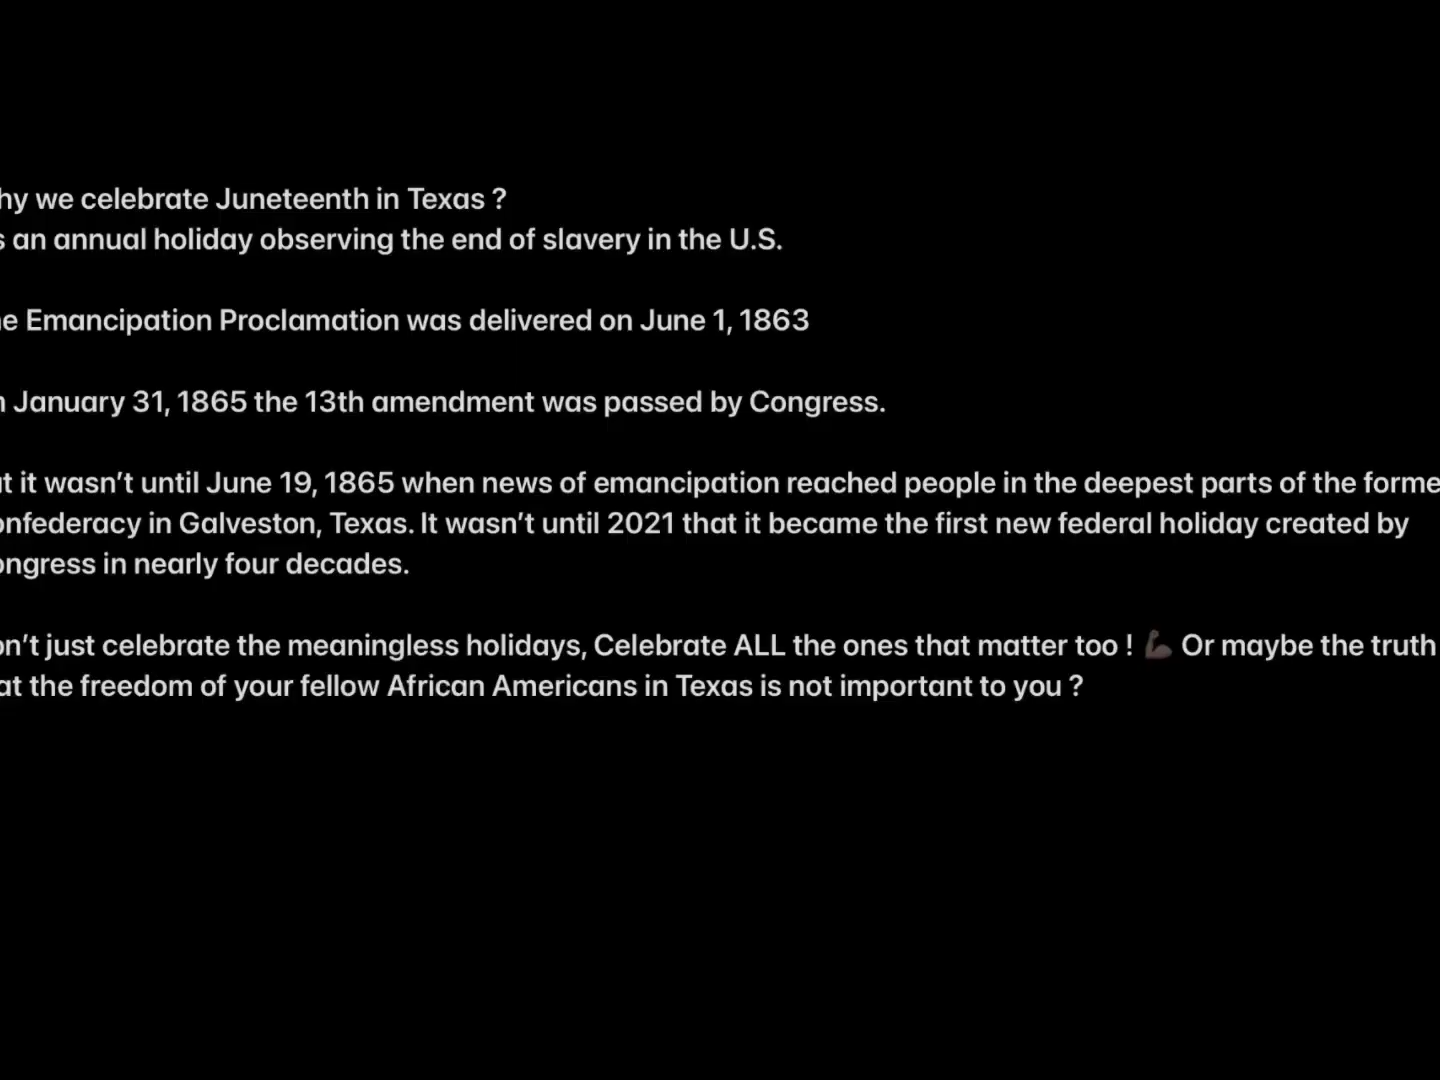 hy we celebrate Juneteenth in Texas ?
s an annual holiday observing the end of slavery in the U.S.
e Emancipation Proclamation was delivered on June 1, 1863
n January 31, 1865 the 13th amendment was passed by Congress.
t it wasn’t until June 19, 1865 when news of emancipation reached people in the deepest parts of the forme
onfederacy in Galveston, Texas. It wasn’t until 2021 that it became the first new federal holiday created by
ongress in nearly four decades.
on’t just celebrate the meaningless holidays, Celebrate ALL the ones that matter too ! 💪🏿 Or maybe the truth
at the freedom of your fellow African Americans in Texas is not important to you ?